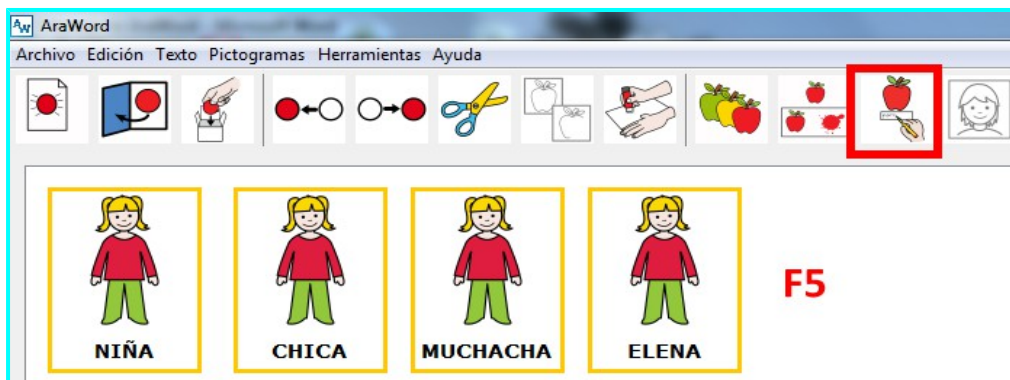 AW AraWord
Archivo Edición Texto Pictogramas Herramientas Ayuda
NIÑA CHICA MUCHACHA ELENA
F5